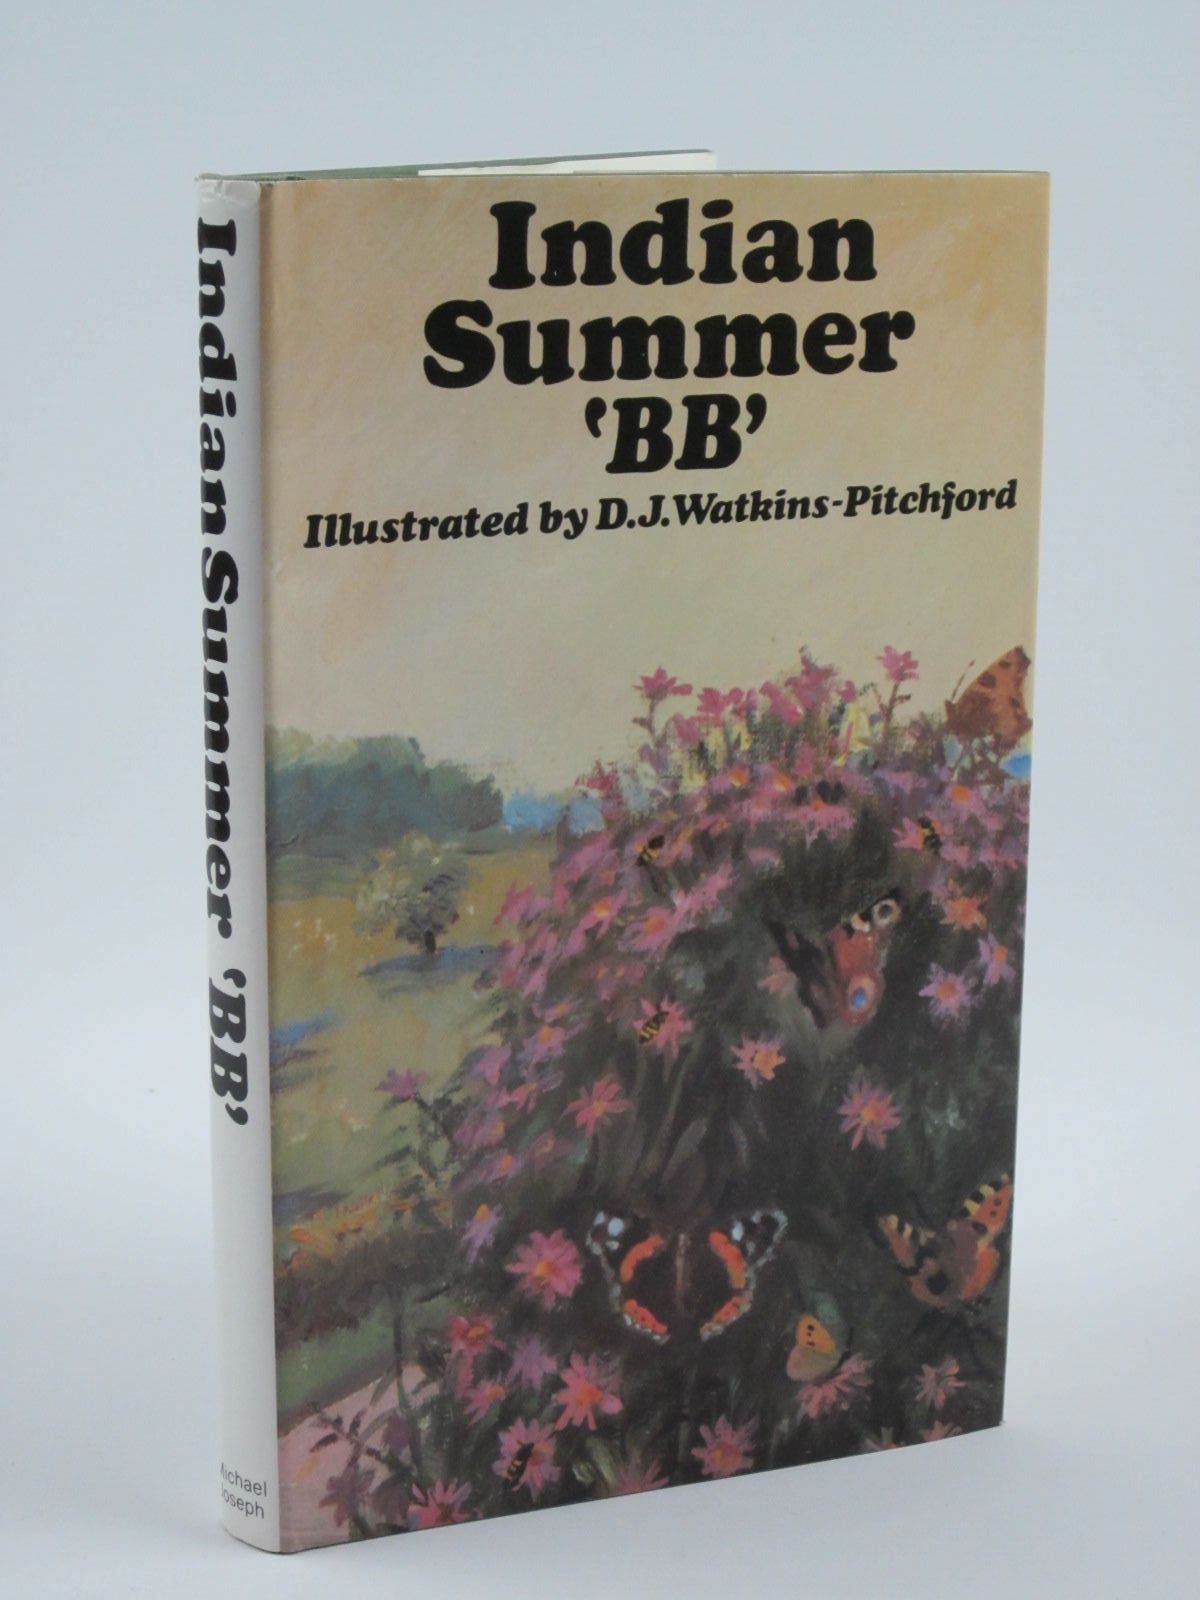 Indian
Summer
'BB'
Illustrated by D.J.Watkins-Pitchford
Indian Summer 'BB'
Michael
Joseph